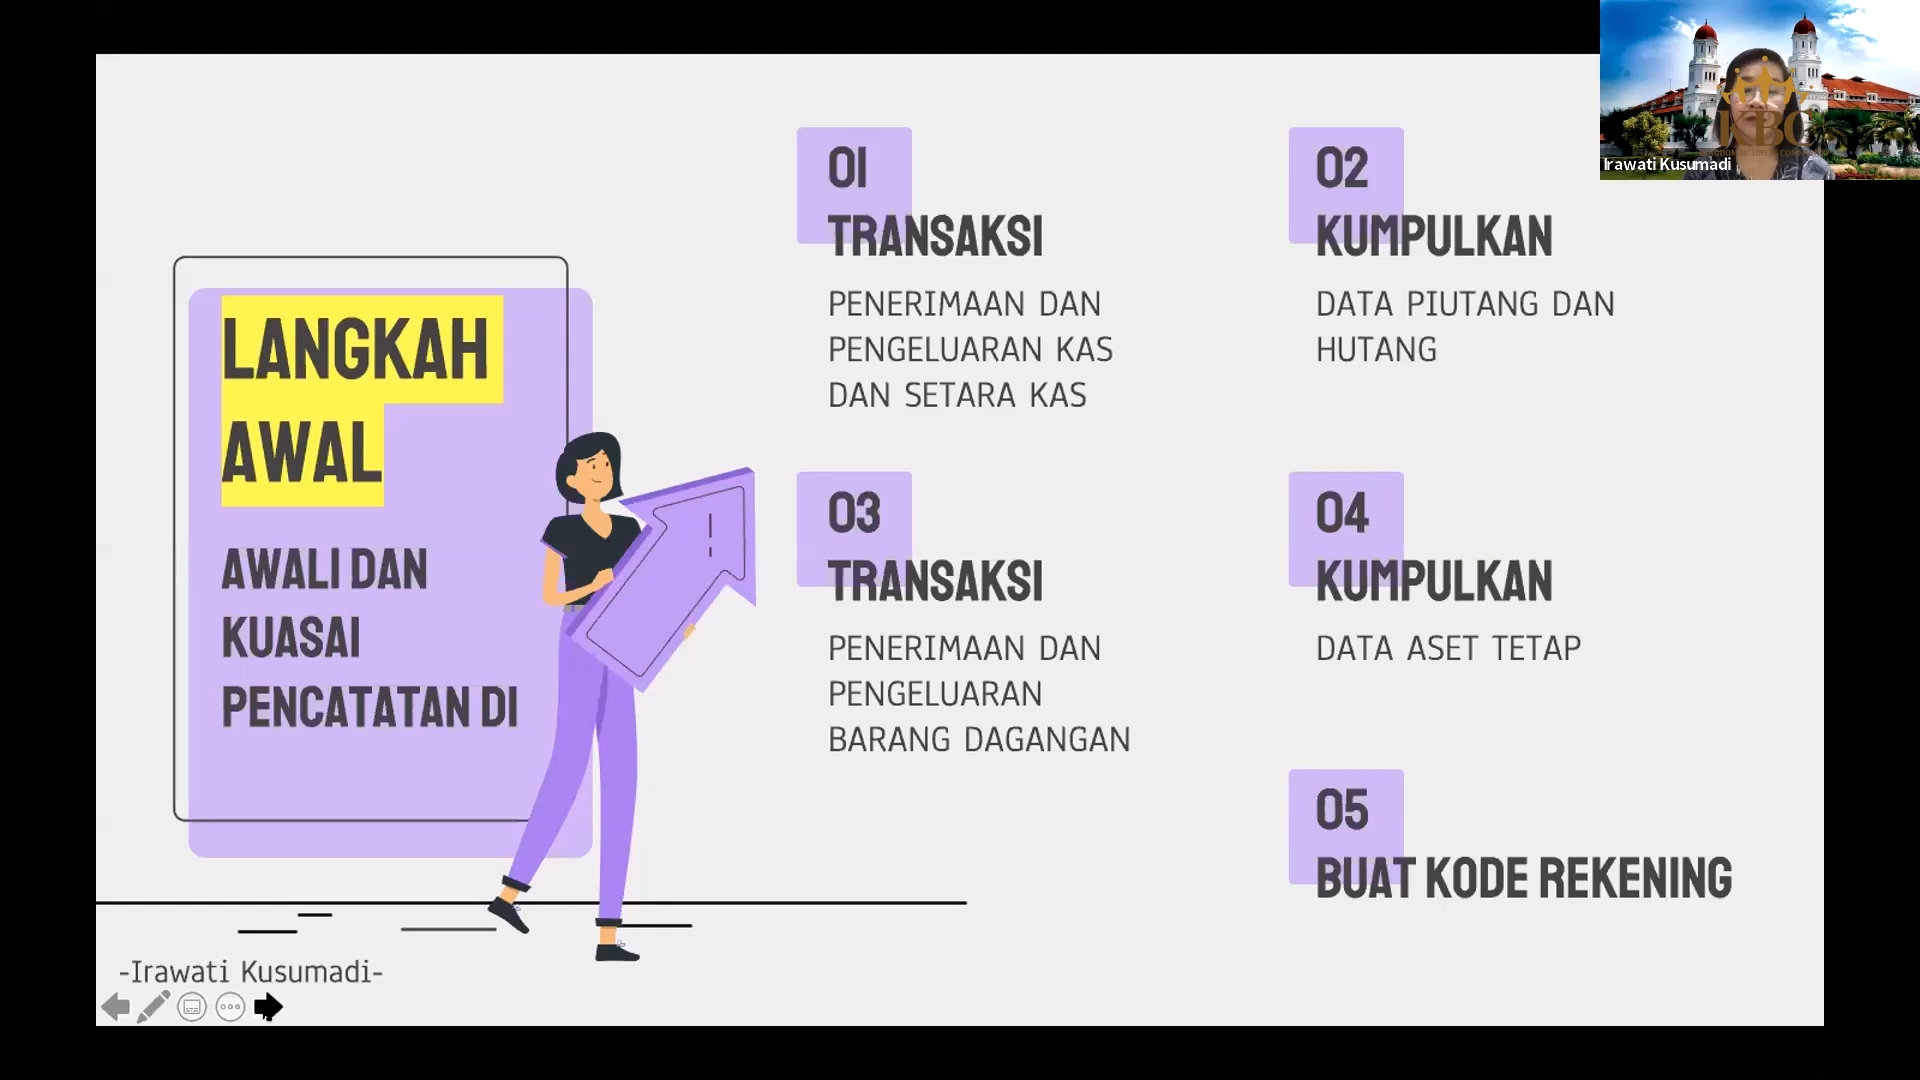 LANGKAH
AWAL
AWALI DAN
KUASAI
PENCATATAN DI
01
TRANSAKSI
PENERIMAAN DAN
PENGELUARAN KAS
DAN SETARA KAS
02
KUMPULKAN
DATA PIUTANG DAN
HUTANG
03
TRANSAKSI
PENERIMAAN DAN
PENGELUARAN
BARANG DAGANGAN
04
KUMPULKAN
DATA ASET TETAP
05
BUAT KODE REKENING
-Irawati Kusumadi-
KBC
Irawati Kusumadi